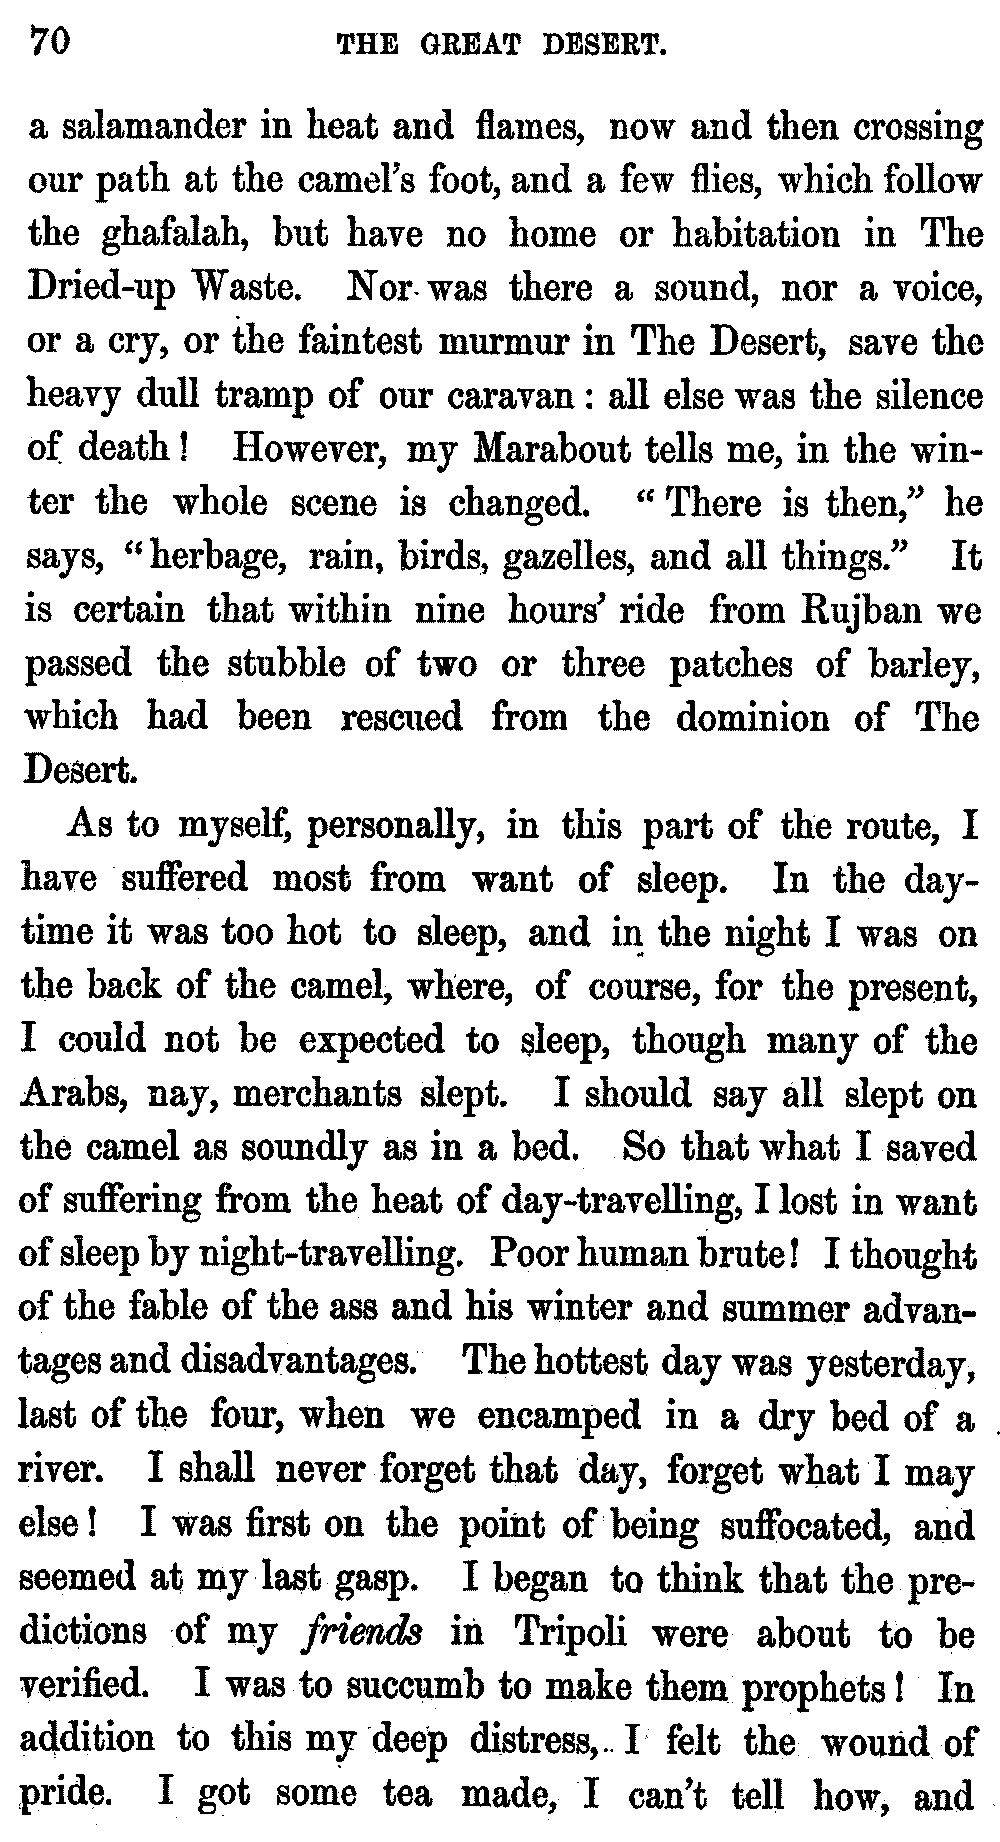 70 THE GREAT DESERT.
a salamander in heat and flames, now and then crossing
our path at the camel's foot, and a few flies, which follow
the ghafalah, but have no home or habitation in The
Dried-up Waste. Nor was there a sound, nor a voice,
or a cry, or the faintest murmur in The Desert, save the
heavy dull tramp of our caravan: all else was the silence
of death! However, my Marabout tells me, in the win-
ter the whole scene is changed. "There is then," he
says, "herbage, rain, birds, gazelles, and all things." It
is certain that within nine hours' ride from Rujban we
passed the stubble of two or three patches of barley,
which had been rescued from the dominion of The
Desert.
As to myself, personally, in this part of the route, I
have suffered most from want of sleep. In the day-
time it was too hot to sleep, and in the night I was on
the back of the camel, where, of course, for the present,
I could not be expected to sleep, though many of the
Arabs, nay, merchants slept. I should say all slept on
the camel as soundly as in a bed. So that what I saved
of suffering from the heat of day-travelling, I lost in want
of sleep by night-travelling. Poor human brute! I thought
of the fable of the ass and his winter and summer advan-
tages and disadvantages. The hottest day was yesterday,
last of the four, when we encamped in a dry bed of a
river. I shall never forget that day, forget what I may
else! I was first on the point of being suffocated, and
seemed at my last gasp. I began to think that the pre-
dictions of my friends in Tripoli were about to be
verified. I was to succumb to make them prophets! In
addition to this my deep distress, I felt the wound of
pride. I got some tea made, I can't tell how, and